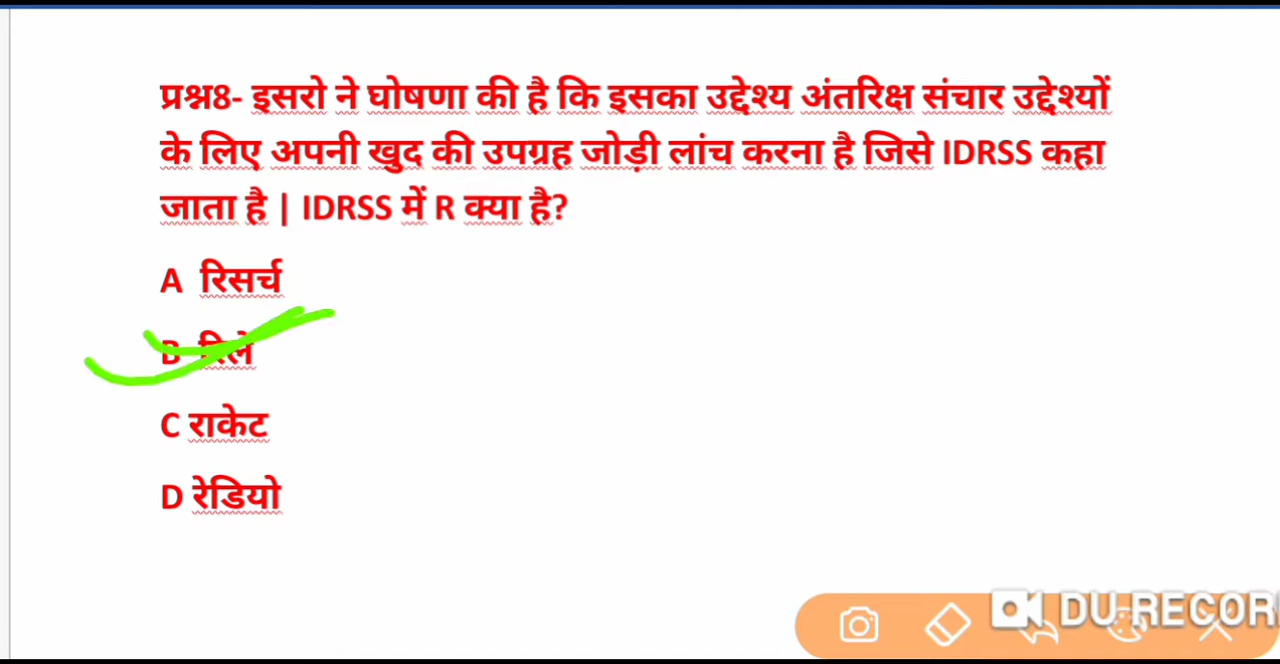 प्रश्न8- इसरो ने घोषणा की है कि इसका उद्देश्य अंतरिक्ष संचार उद्देश्यों
के लिए अपनी खुद की उपग्रह जोड़ी लांच करना है जिसे IDRSS कहा
जाता है | IDRSS में R क्या है?
A रिसर्च
B रिले
C राकेट
D रेडियो
DU RECOR